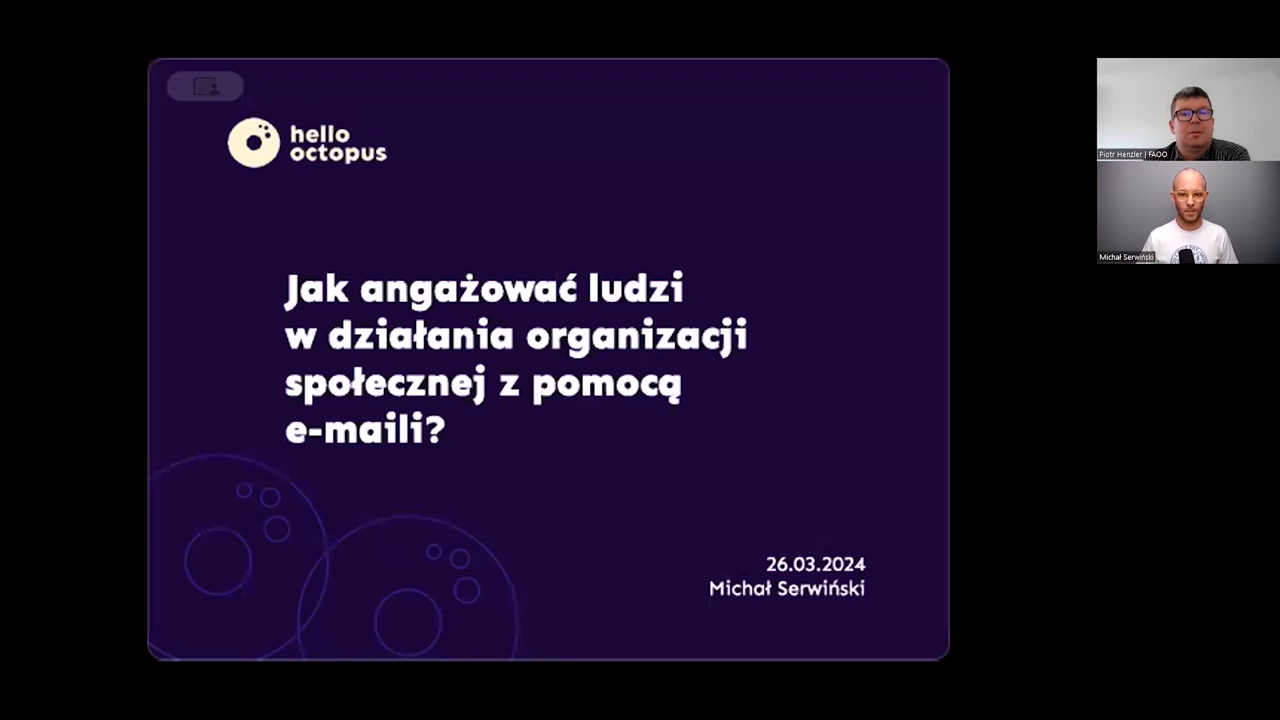 hello
octopus
Jak angażować ludzi
w działania organizacji
społecznej z pomocą
e-maili?
26.03.2024
Michał Serwiński
Piotr Henzler | FAOO
Michał Serwiński